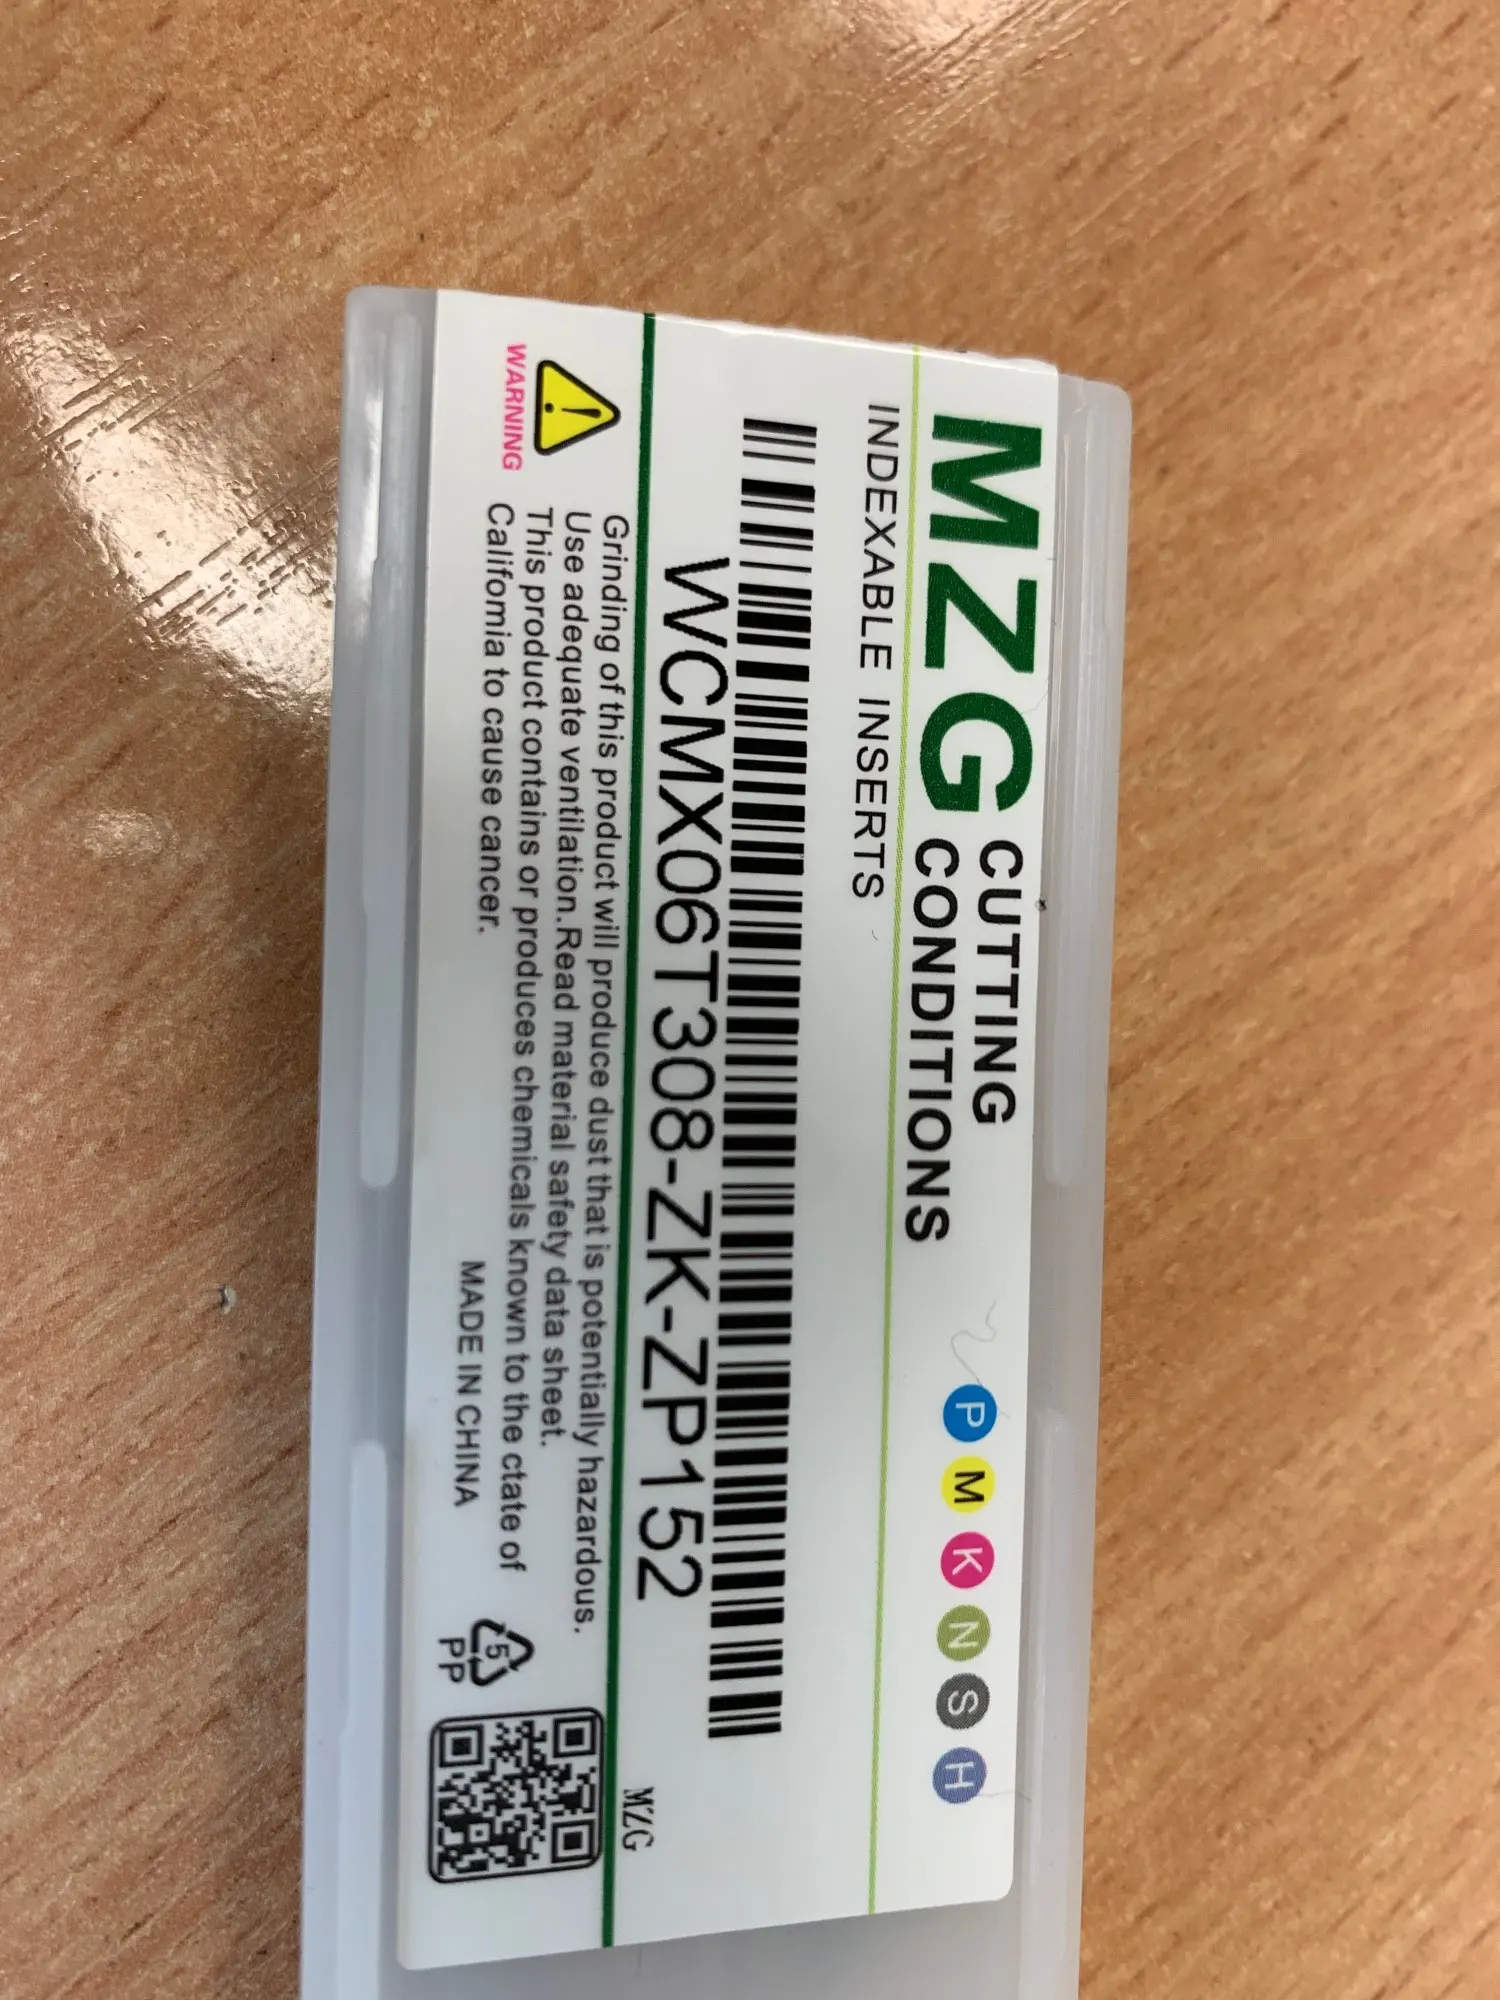 MZG CUTTING CONDITIONS
P M K N S H
INDEXABLE INSERTS
WCMX06T308-ZK-ZP152
MZG
WARNING
Grinding of this product will produce dust that is potentially hazardous.
Use adequate ventilation.Read material safety data sheet.
This product contains or produces chemicals known to the ctate of
Califomia to cause cancer.
MADE IN CHINA
5
PP